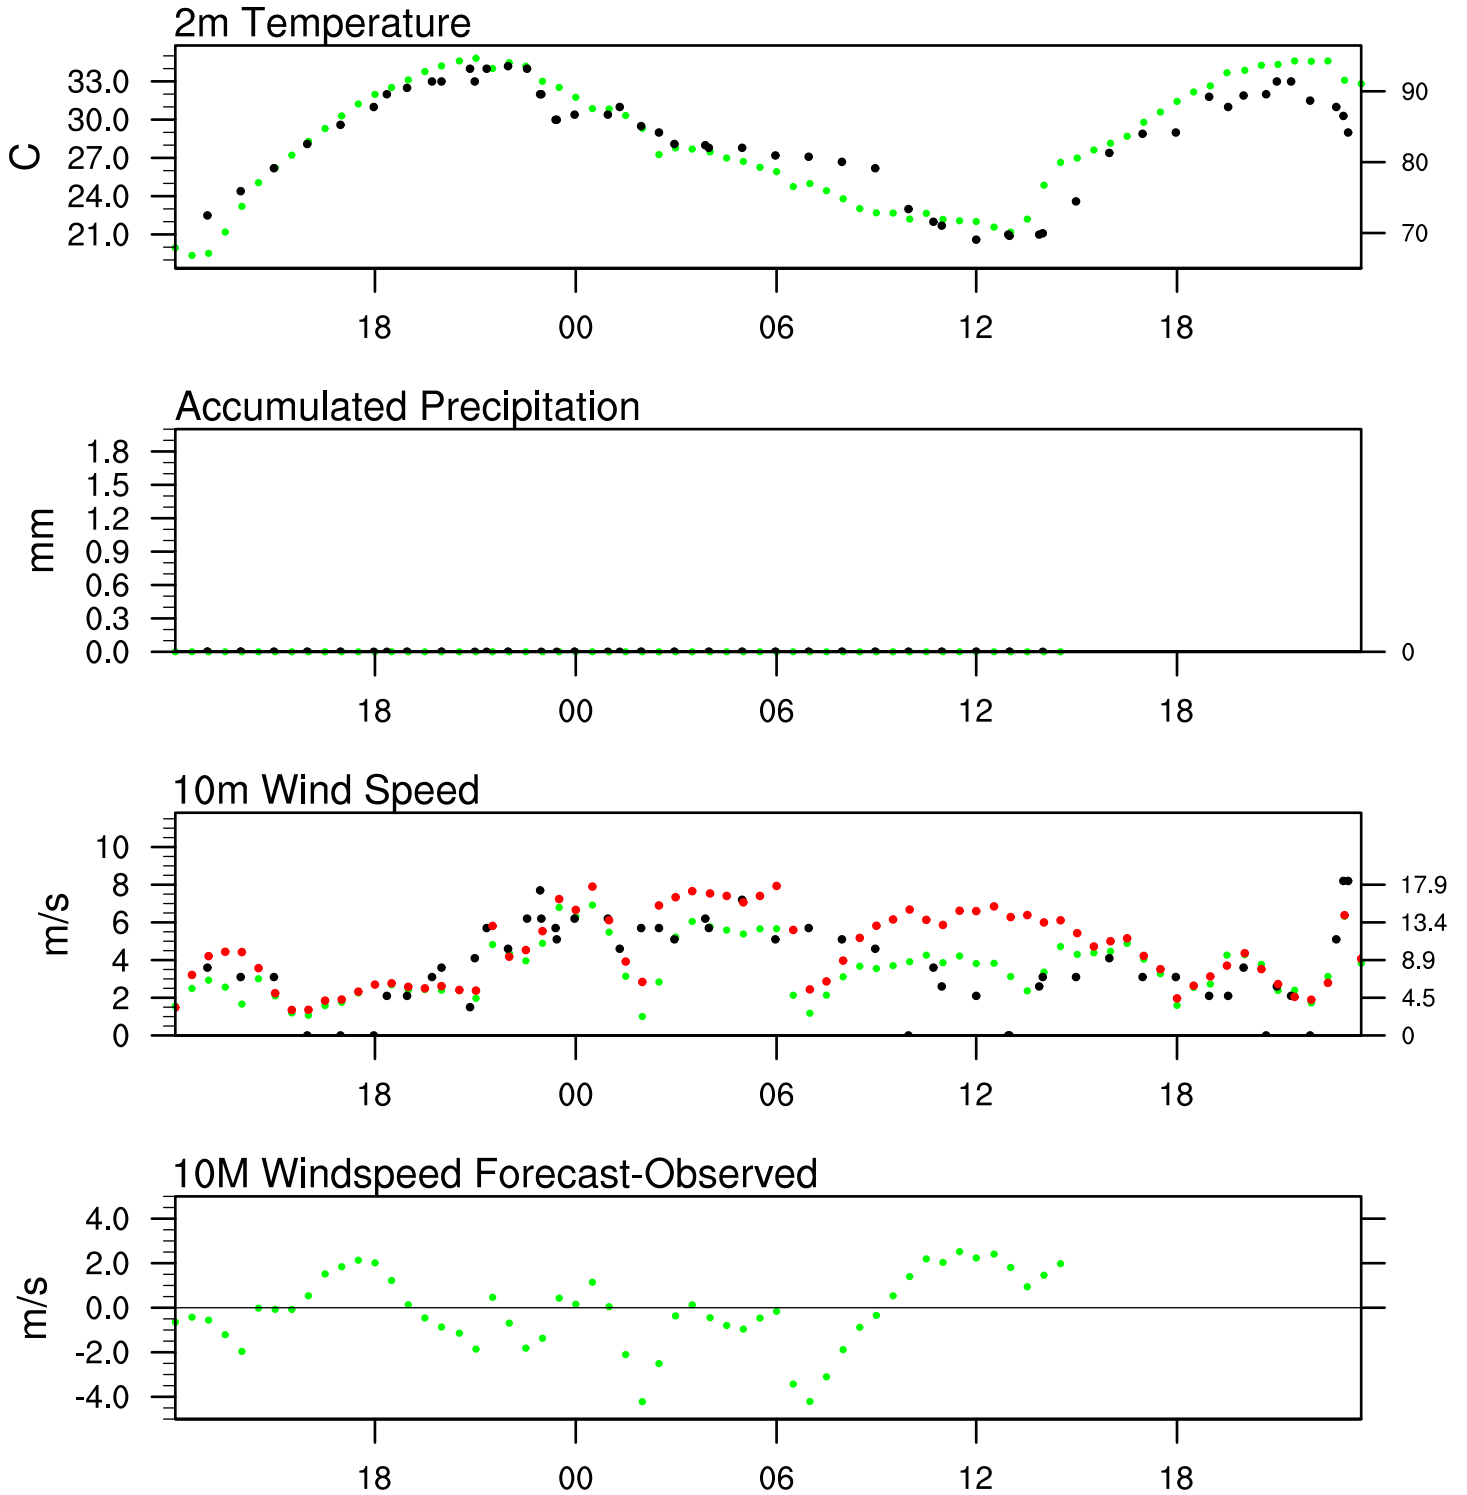 2m Temperature
C
33.0
30.0
27.0
24.0
21.0
90
80
70
18 00 06 12 18
Accumulated Precipitation
mm
1.8
1.5
1.2
0.9
0.6
0.3
0.0
0
18 00 06 12 18
10m Wind Speed
m/s
10
8
6
4
2
0
17.9
13.4
8.9
4.5
0
18 00 06 12 18
10M Windspeed Forecast-Observed
m/s
4.0
2.0
0.0
-2.0
-4.0
18 00 06 12 18